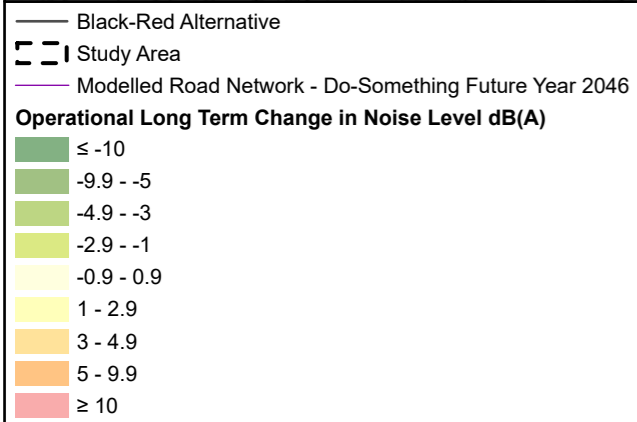 Black-Red Alternative
Study Area
Modelled Road Network - Do-Something Future Year 2046
Operational Long Term Change in Noise Level dB(A)
≤ -10
-9.9 - -5
-4.9 - -3
-2.9 - -1
-0.9 - 0.9
1 - 2.9
3 - 4.9
5 - 9.9
≥ 10